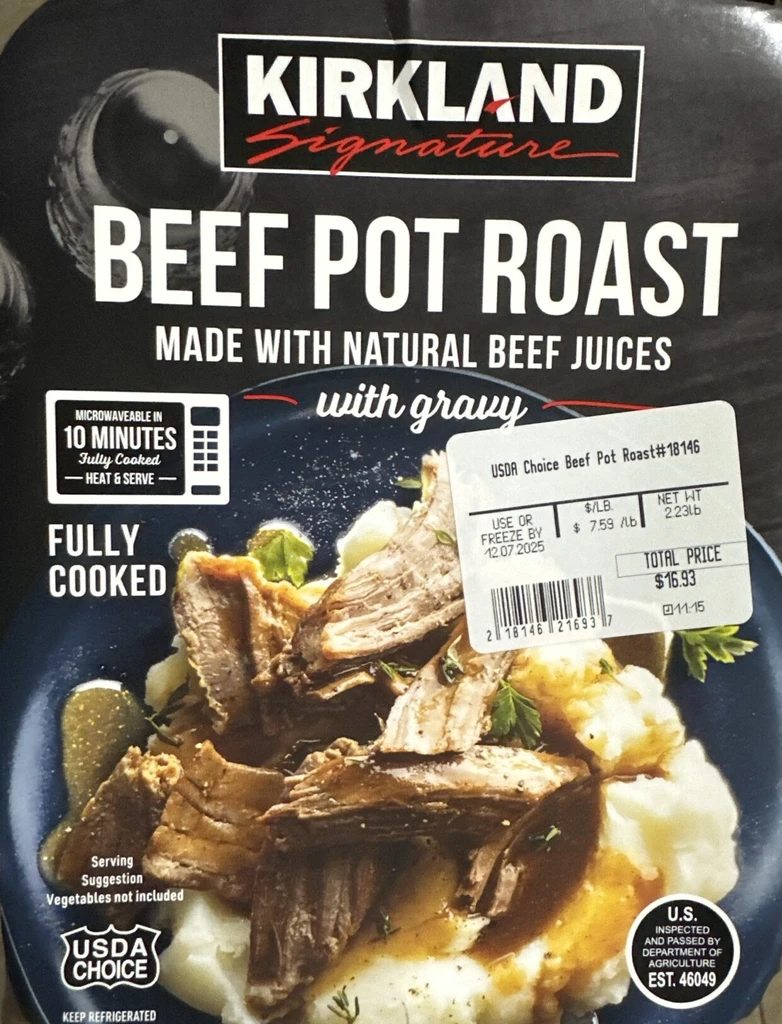 KIRKLAND
Signature
BEEF POT ROAST
MADE WITH NATURAL BEEF JUICES
with gravy
MICROWAVEABLE IN
10 MINUTES
Fully Cooked
HEAT & SERVE
FULLY
COOKED
USDA Choice Beef Pot Roast#18146
USE OR
FREEZE BY
12.07.2025
$/LB.
$ 7.59 /lb
NET WT
2.23lb
TOTAL PRICE
$16.93
11:15
2 18146 21693 7
Serving
Suggestion
Vegetables not included
USDA
CHOICE
KEEP REFRIGERATED
U.S.
INSPECTED
AND PASSED BY
DEPARTMENT OF
AGRICULTURE
EST. 46049